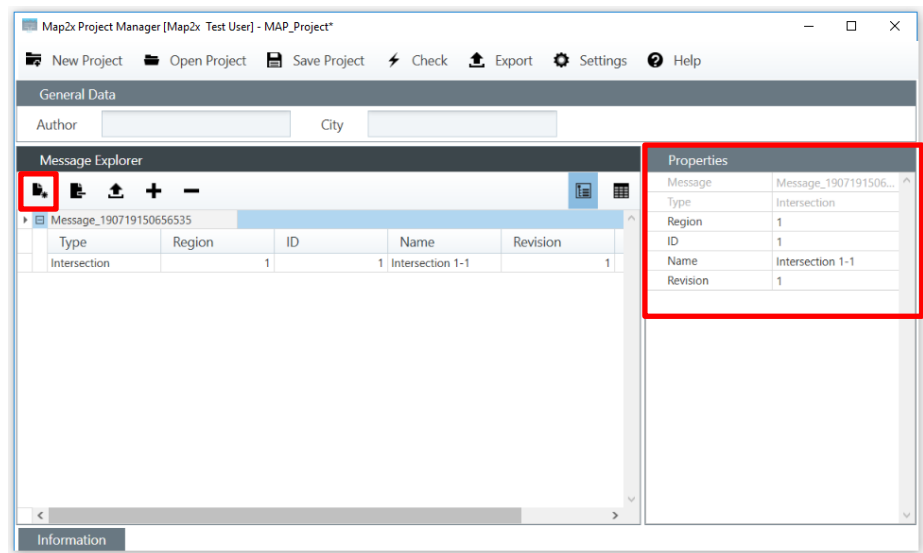 Map2x Project Manager [Map2x Test User] - MAP_Project*
New Project Open Project Save Project Check Export Settings Help
General Data
Author City
Message Explorer
Message_190719150656535
Type Region ID Name Revision
Intersection 1 1 Intersection 1-1 1
Properties
Message Message_1907191506...
Type Intersection
Region 1
ID 1
Name Intersection 1-1
Revision 1
Information